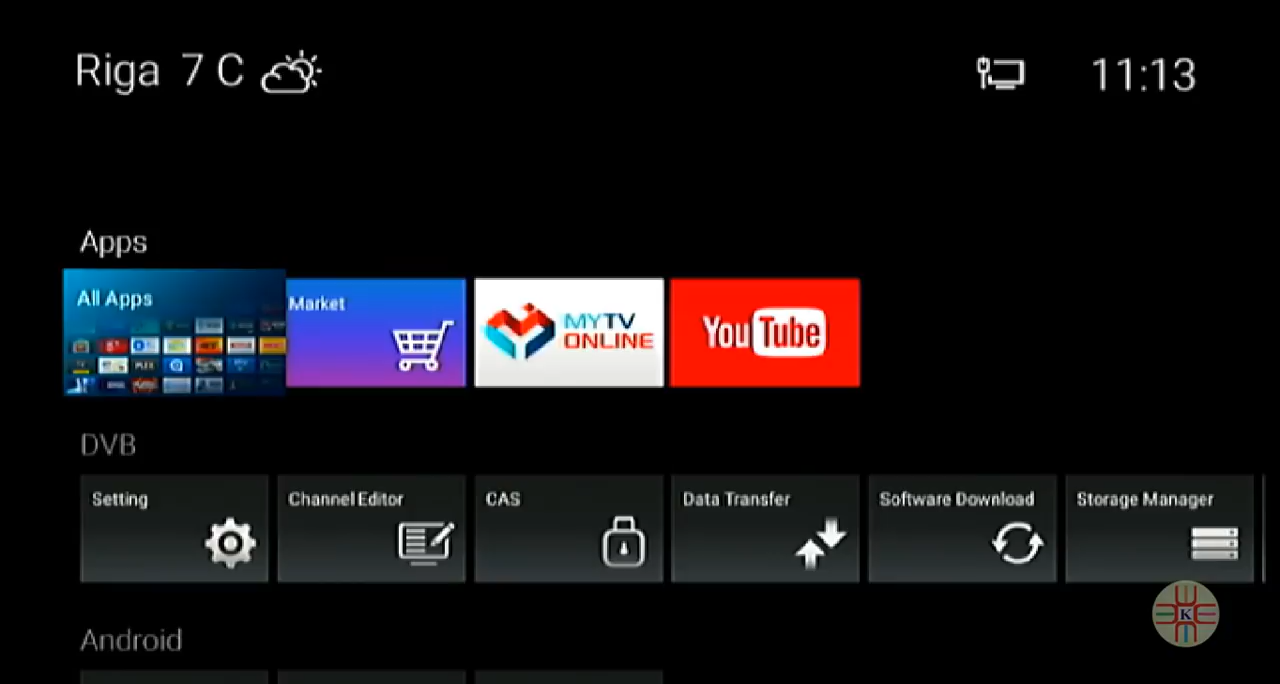 Riga 7 C
11:13
Apps
All Apps
Market
MYTV
ONLINE
YouTube
DVB
Setting
Channel Editor
CAS
Data Transfer
Software Download
Storage Manager
K
Android